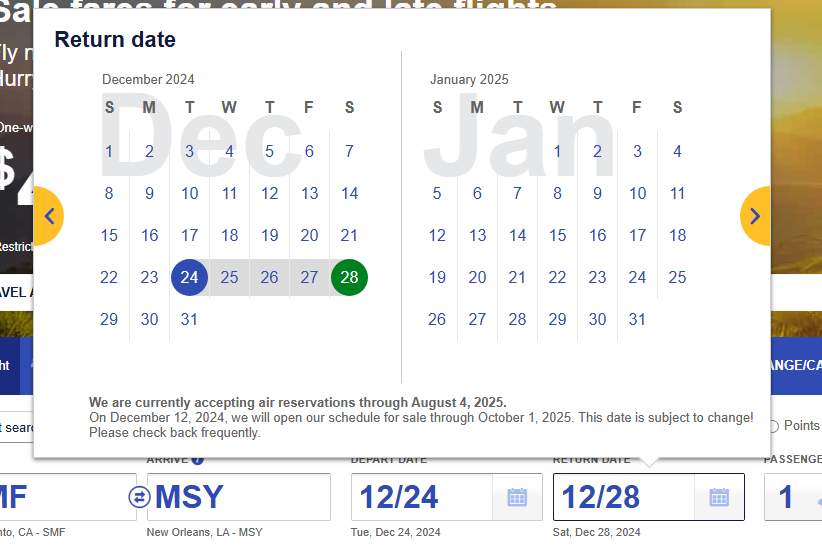 Sale fares for early and late flights
Return date
Fly
Hurry
December 2024
January 2025
Dec
Jan
S M T W T F S
S M T W T F S
1 2 3 4 5 6 7
1 2 3 4
8 9 10 11 12 13 14
5 6 7 8 9 10 11
15 16 17 18 19 20 21
12 13 14 15 16 17 18
22 23 24 25 26 27 28
19 20 21 22 23 24 25
29 30 31
26 27 28 29 30 31
One-w
$
Restrict
AVEL
ht
ANGE/CA
We are currently accepting air reservations through August 4, 2025.
On December 12, 2024, we will open our schedule for sale through October 1, 2025. This date is subject to change!
Please check back frequently.
t searc
Points
ARRIVE ?
DEPART DATE
RETURN DATE
PASSENGE
MF
MSY
12/24
12/28
1
nto, CA - SMF
New Orleans, LA - MSY
Tue, Dec 24, 2024
Sat, Dec 28, 2024